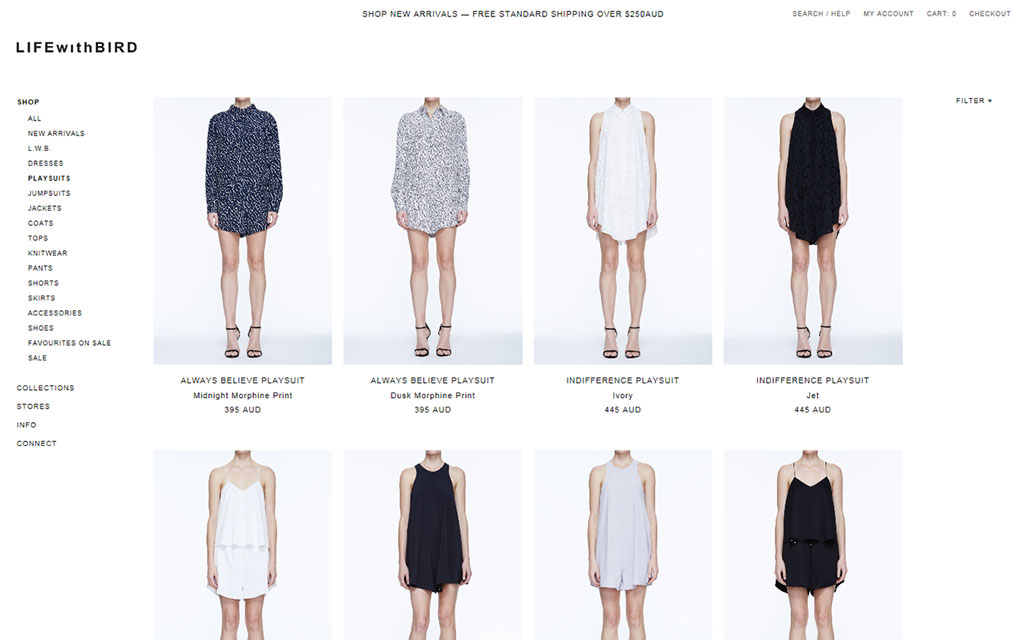 SHOP NEW ARRIVALS — FREE STANDARD SHIPPING OVER $250AUD
SEARCH / HELP
MY ACCOUNT
CART: 0
CHECKOUT
LIFEwithBIRD
SHOP
ALL
NEW ARRIVALS
L.W.B.
DRESSES
PLAYSUITS
JUMPSUITS
JACKETS
COATS
TOPS
KNITWEAR
PANTS
SHORTS
SKIRTS
ACCESSORIES
SHOES
FAVOURITES ON SALE
SALE
COLLECTIONS
STORES
INFO
CONNECT
FILTER +
ALWAYS BELIEVE PLAYSUIT
Midnight Morphine Print
395 AUD
ALWAYS BELIEVE PLAYSUIT
Dusk Morphine Print
395 AUD
INDIFFERENCE PLAYSUIT
Ivory
445 AUD
INDIFFERENCE PLAYSUIT
Jet
445 AUD